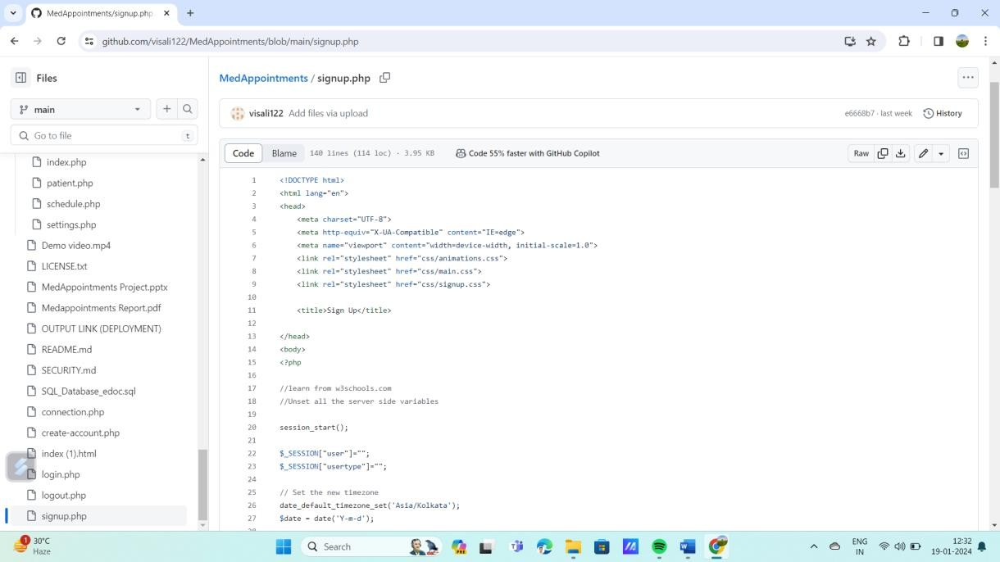 MedAppointments/signup.php
github.com/visali122/MedAppointments/blob/main/signup.php
Files
main
Go to file
t
index.php
patient.php
schedule.php
settings.php
Demo video.mp4
LICENSE.txt
MedAppointments Project.pptx
Medappointments Report.pdf
OUTPUT LINK (DEPLOYMENT)
README.md
SECURITY.md
SQL_Database_edoc.sql
connection.php
create-account.php
index (1).html
login.php
logout.php
signup.php
MedAppointments / signup.php
visali122 Add files via upload
e6668b7 · last week History
Code Blame 140 lines (114 loc) · 3.95 KB Code 55% faster with GitHub Copilot
Raw
1 <!DOCTYPE html>
2 <html lang="en">
3 <head>
4 <meta charset="UTF-8">
5 <meta http-equiv="X-UA-Compatible" content="IE=edge">
6 <meta name="viewport" content="width=device-width, initial-scale=1.0">
7 <link rel="stylesheet" href="css/animations.css">
8 <link rel="stylesheet" href="css/main.css">
9 <link rel="stylesheet" href="css/signup.css">
10
11 <title>Sign Up</title>
12
13 </head>
14 <body>
15 <?php
16
17 //learn from w3schools.com
18 //Unset all the server side variables
19
20 session_start();
21
22 $_SESSION["user"]="";
23 $_SESSION["usertype"]="";
24
25 // Set the new timezone
26 date_default_timezone_set('Asia/Kolkata');
27 $date = date('Y-m-d');
1
30°C
Haze
Search
PRE
ENG
IN
12:32
19-01-2024